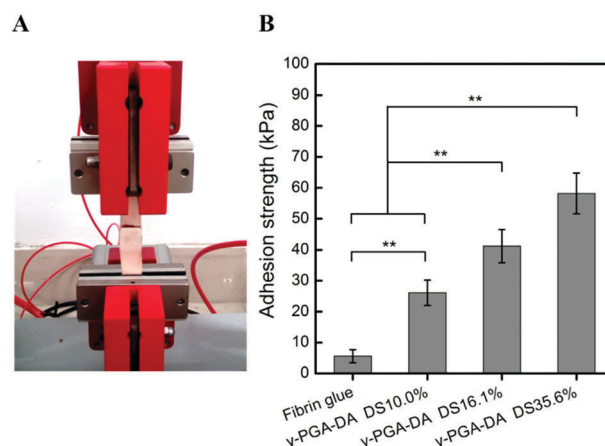 A
B
Adhesion strength (kPa)
100
90
80
70
60
50
40
30
20
10
0
**
**
**
Fibrin glue
γ-PGA-DA DS10.0%
γ-PGA-DA DS16.1%
γ-PGA-DA DS35.6%